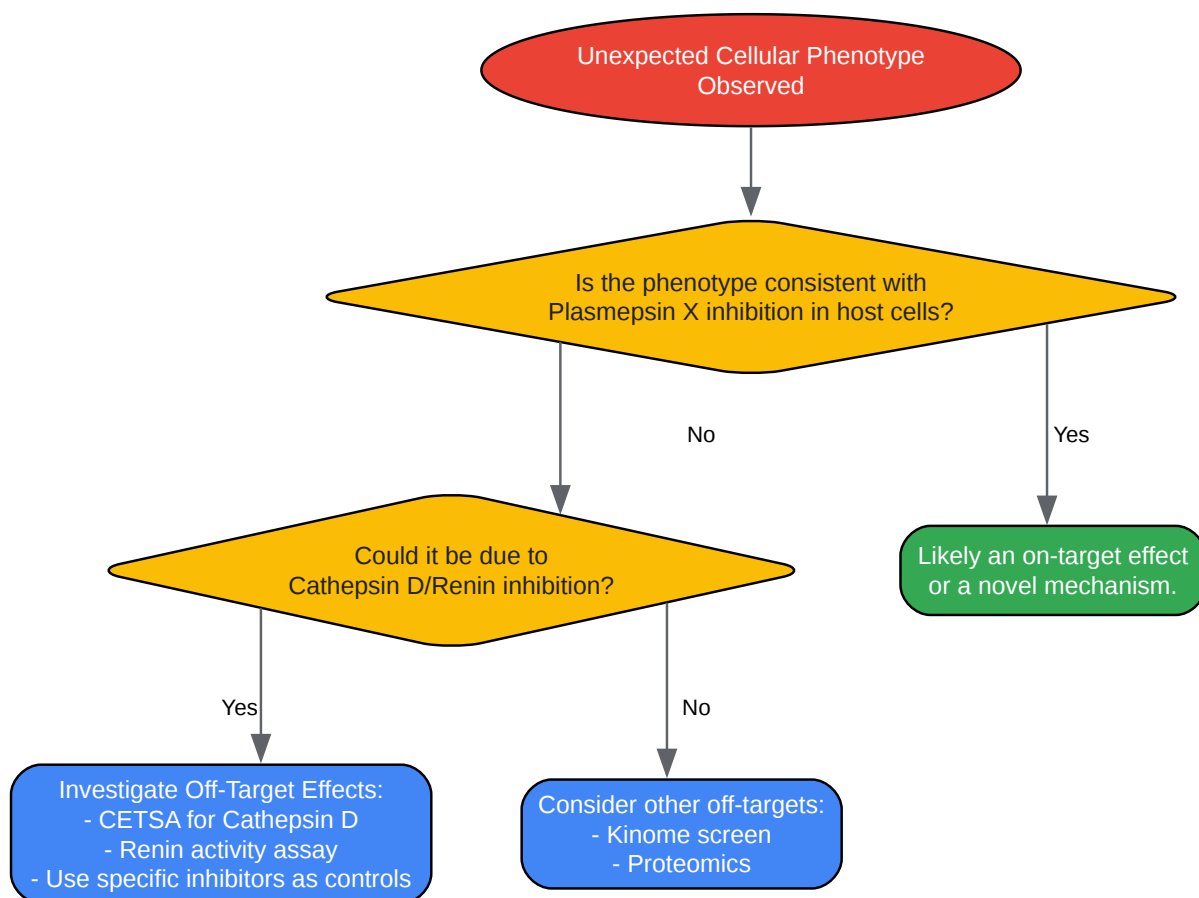 Unexpected Cellular Phenotype
Observed
Is the phenotype consistent with
Plasmepsin X inhibition in host cells?
No
Yes
Could it be due to
Cathepsin D/Renin inhibition?
Likely an on-target effect
or a novel mechanism.
Yes
No
Investigate Off-Target Effects:
- CETSA for Cathepsin D
- Renin activity assay
- Use specific inhibitors as controls
Consider other off-targets:
- Kinome screen
- Proteomics